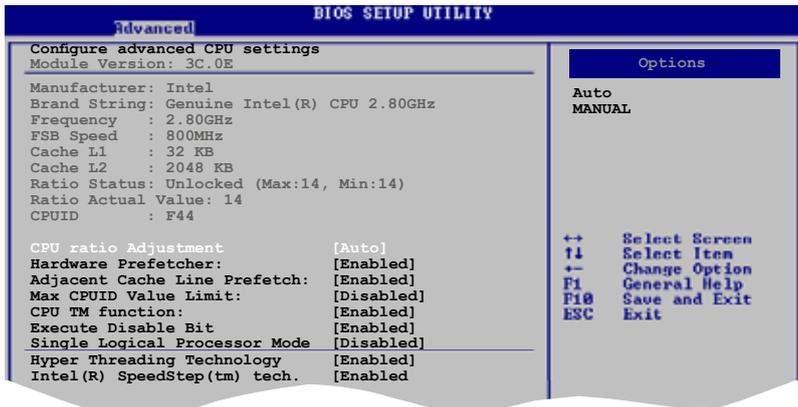 BIOS SETUP UTILITY
Advanced
Configure advanced CPU settings
Module Version: 3C.0E
Manufacturer: Intel
Brand String: Genuine Intel(R) CPU 2.80GHz
Frequency : 2.80GHz
FSB Speed : 800MHz
Cache L1 : 32 KB
Cache L2 : 2048 KB
Ratio Status: Unlocked (Max:14, Min:14)
Ratio Actual Value: 14
CPUID : F44
CPU ratio Adjustment [Auto]
Hardware Prefetcher: [Enabled]
Adjacent Cache Line Prefetch: [Enabled]
Max CPUID Value Limit: [Disabled]
CPU TM function: [Enabled]
Execute Disable Bit [Enabled]
Single Logical Processor Mode [Disabled]
Hyper Threading Technology [Enabled]
Intel(R) SpeedStep(tm) tech. [Enabled
Options
Auto
MANUAL
←→ Select Screen
↑↓ Select Item
+- Change Option
F1 General Help
F10 Save and Exit
ESC Exit